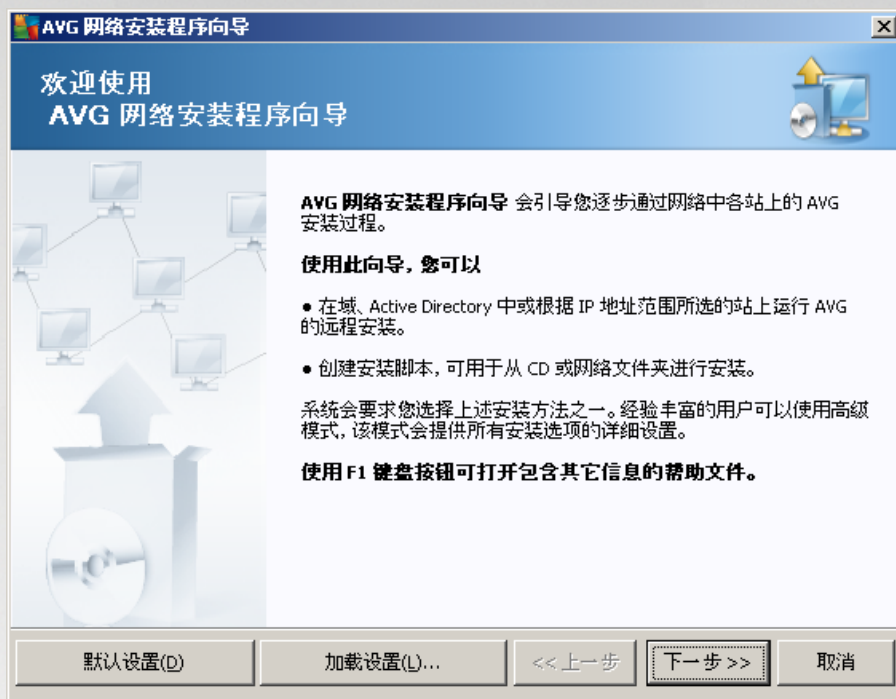 AVG 网络安装程序向导
欢迎使用
AVG 网络安装程序向导
AVG 网络安装程序向导 会引导您逐步通过网络中各站上的 AVG
安装过程。
使用此向导，您可以
● 在域、Active Directory 中或根据 IP 地址范围所选的站上运行 AVG
的远程安装。
● 创建安装脚本，可用于从 CD 或网络文件夹进行安装。
系统会要求您选择上述安装方法之一。经验丰富的用户可以使用高级
模式，该模式会提供所有安装选项的详细设置。
使用 F1 键盘按钮可打开包含其它信息的帮助文件。
默认设置(D)
加载设置(L)...
<< 上一步
下一步 >>
取消